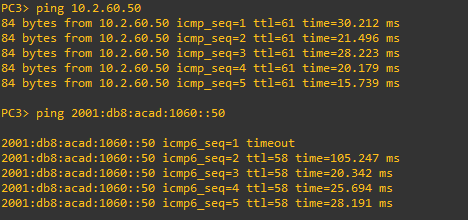 PC3> ping 10.2.60.50
84 bytes from 10.2.60.50 icmp_seq=1 ttl=61 time=30.212 ms
84 bytes from 10.2.60.50 icmp_seq=2 ttl=61 time=21.496 ms
84 bytes from 10.2.60.50 icmp_seq=3 ttl=61 time=28.223 ms
84 bytes from 10.2.60.50 icmp_seq=4 ttl=61 time=20.179 ms
84 bytes from 10.2.60.50 icmp_seq=5 ttl=61 time=15.739 ms
PC3> ping 2001:db8:acad:1060::50
2001:db8:acad:1060::50 icmp6_seq=1 timeout
2001:db8:acad:1060::50 icmp6_seq=2 ttl=58 time=105.247 ms
2001:db8:acad:1060::50 icmp6_seq=3 ttl=58 time=20.342 ms
2001:db8:acad:1060::50 icmp6_seq=4 ttl=58 time=25.694 ms
2001:db8:acad:1060::50 icmp6_seq=5 ttl=58 time=28.191 ms